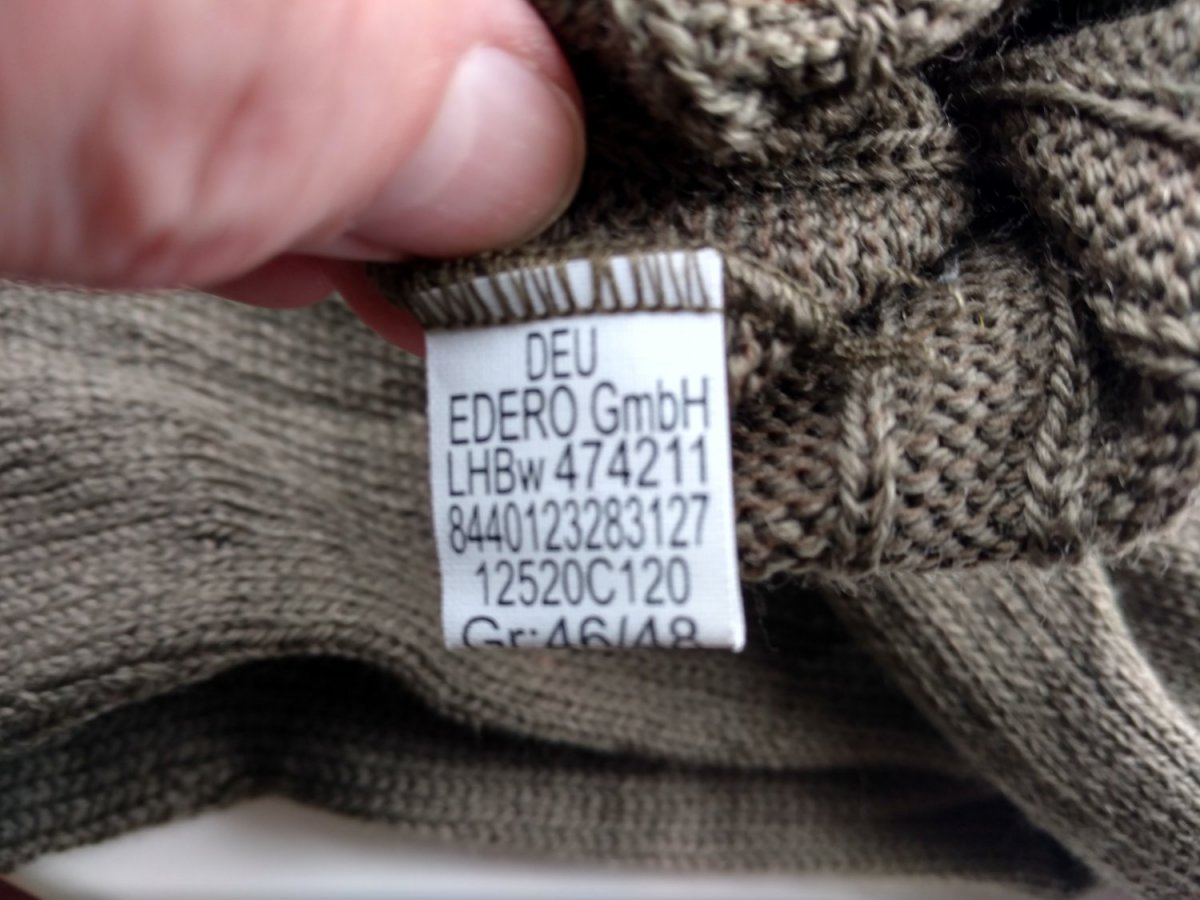 DEU
EDERO GmbH
LHBw 474211
8440123283127
12520C120
Gr:46/48